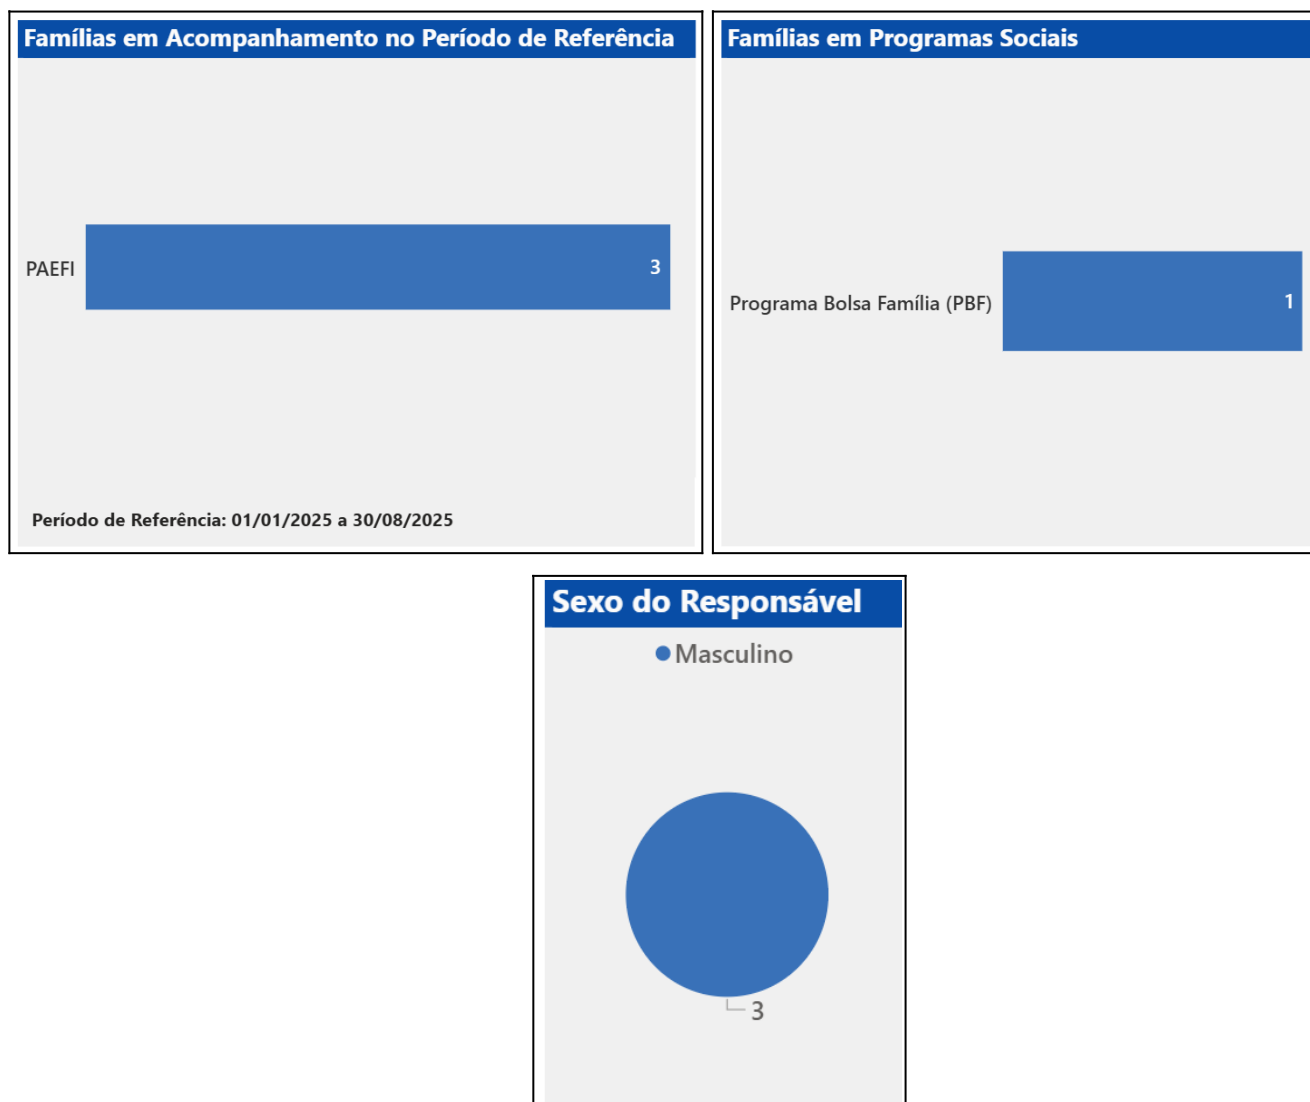 Famílias em Acompanhamento no Período de Referência
PAEFI
3
Período de Referência: 01/01/2025 a 30/08/2025
Famílias em Programas Sociais
Programa Bolsa Família (PBF)
1
Sexo do Responsável
Masculino
3